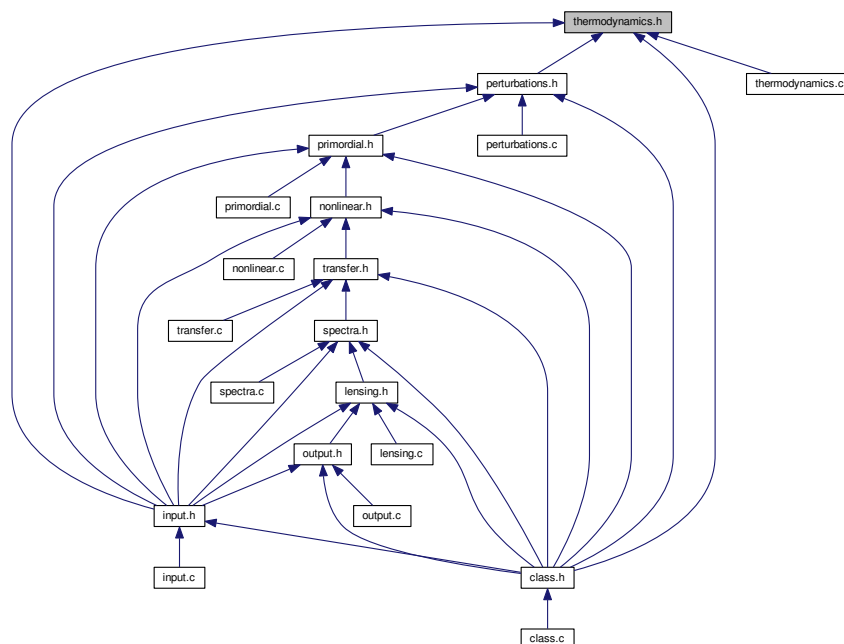 thermodynamics.h
perturbations.h
thermodynamics.c
primordial.h
perturbations.c
primordial.c
nonlinear.h
nonlinear.c
transfer.h
transfer.c
spectra.h
spectra.c
lensing.h
output.h
lensing.c
input.h
output.c
input.c
class.h
class.c